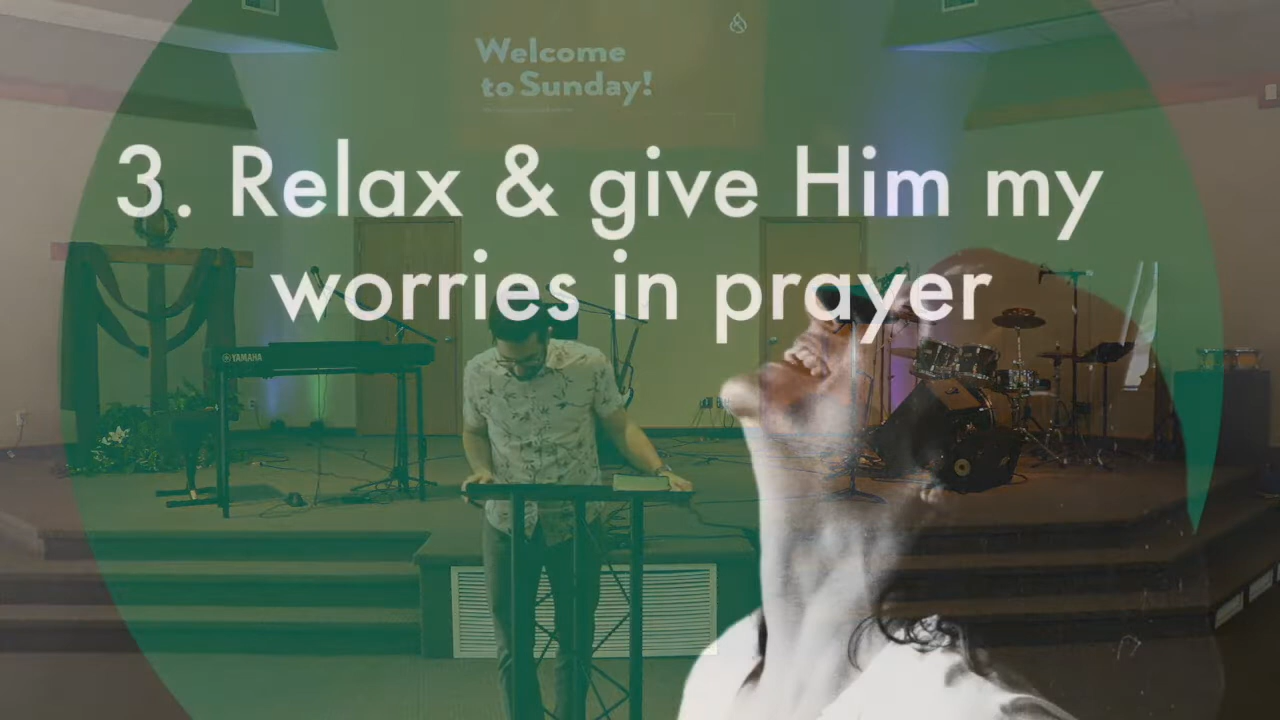 Welcome
to Sunday!
3. Relax & give Him my
worries in prayer
YAMAHA